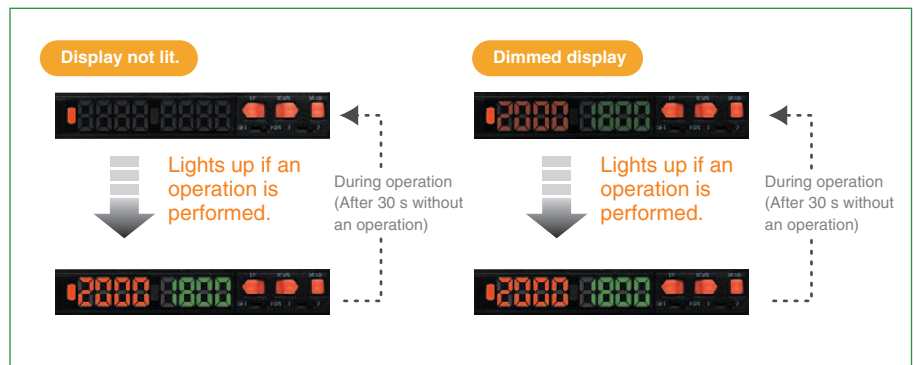 Display not lit.
Dimmed display
2000 1800
Lights up if an
operation is
performed.
During operation
(After 30 s without
an operation)
Lights up if an
operation is
performed.
During operation
(After 30 s without
an operation)
2000 1800
2000 1800